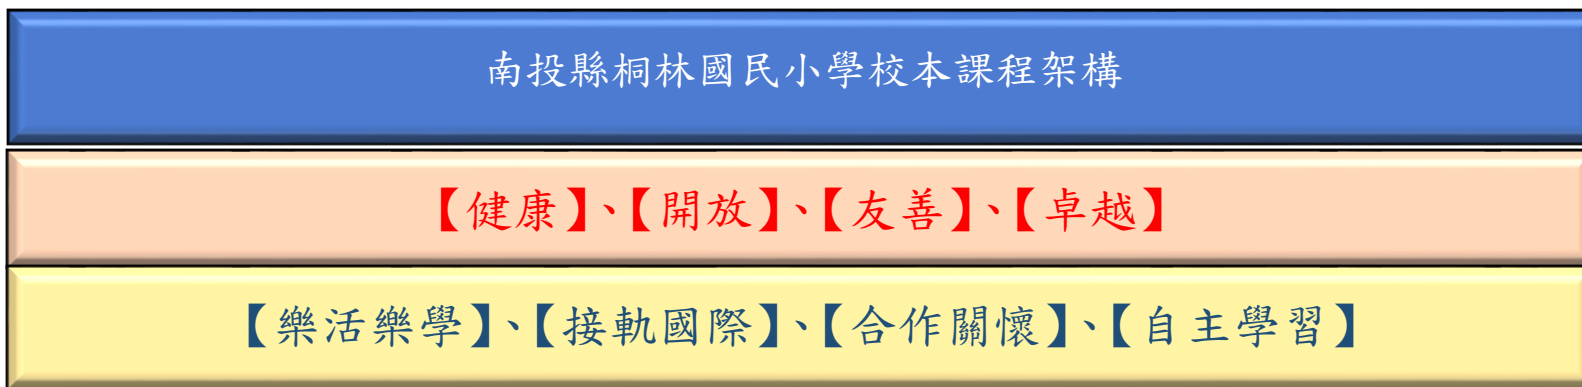 南投縣桐林國民小學校本課程架構
【健康】、【開放】、【友善】、【卓越】
【樂活樂學】、【接軌國際】、【合作關懷】、【自主學習】